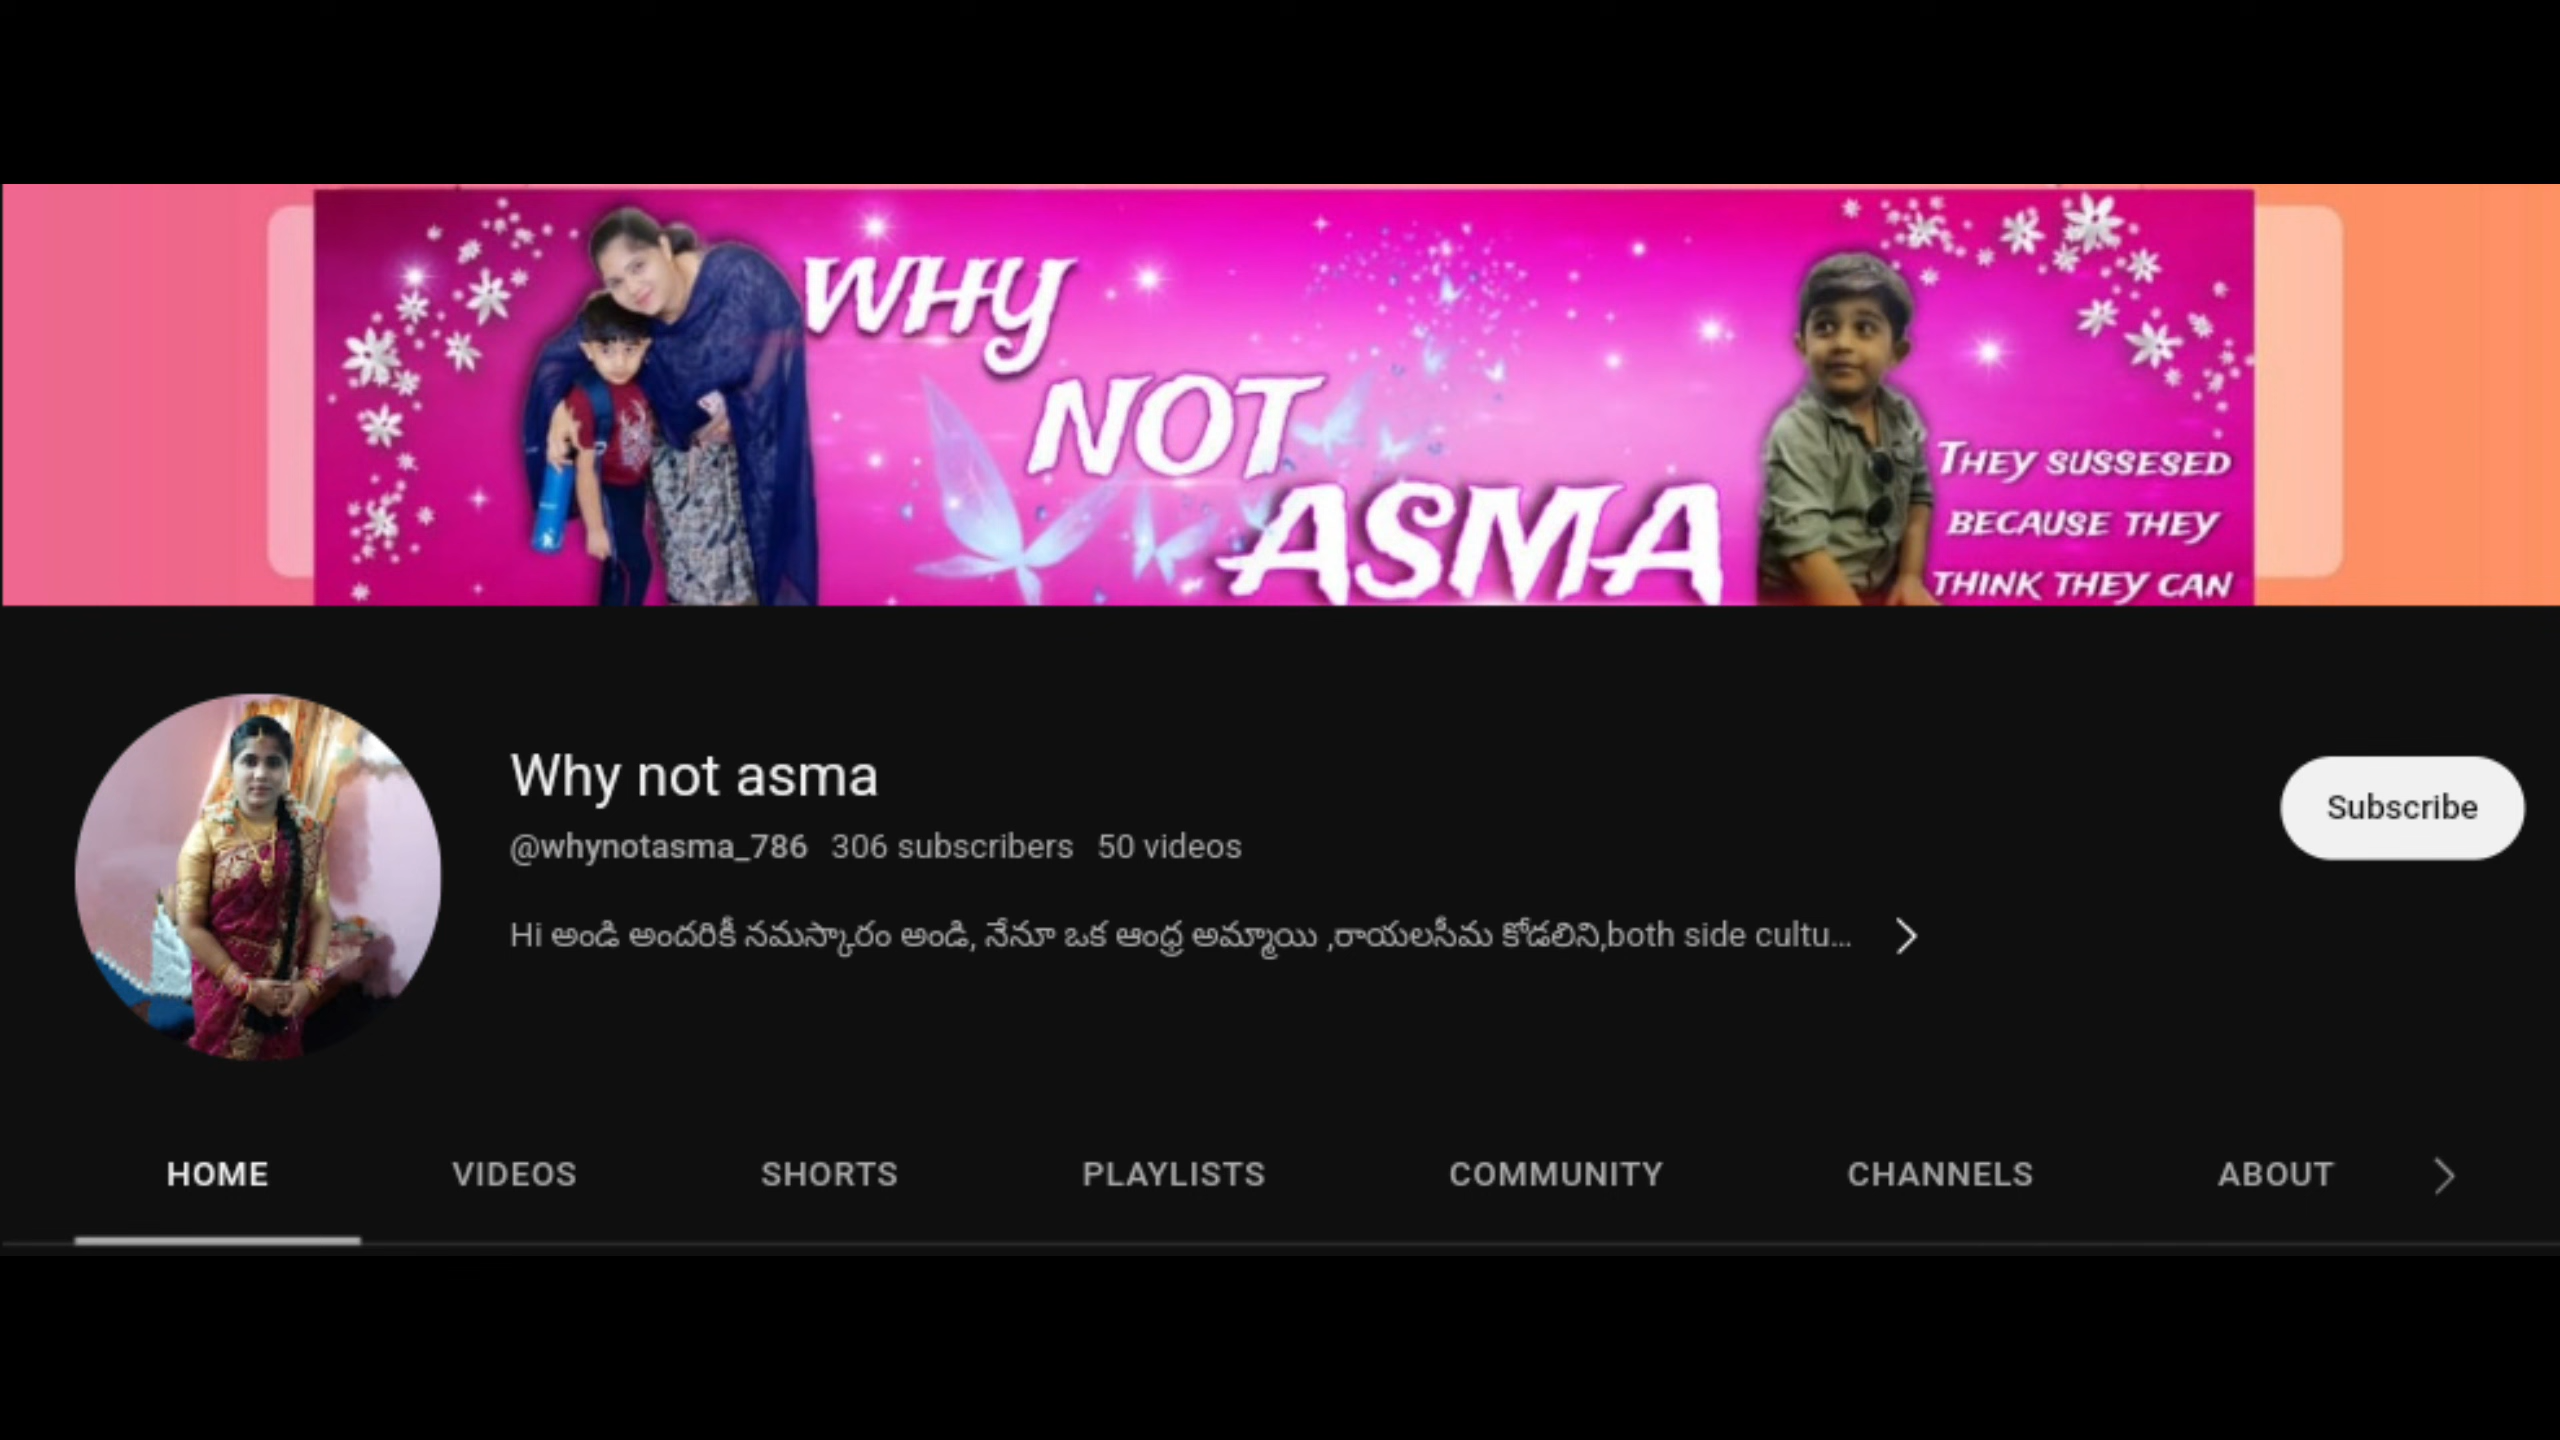 WHY
NOT
ASMA
THEY SUSSESED
BECAUSE THEY
THINK THEY CAN
Why not asma
@whynotasma_786 306 subscribers 50 videos
Subscribe
Hi అండి అందరికీ నమస్కారం అండి, నేనూ ఒక ఆంధ్ర అమ్మాయి ,రాయలసీమ కోడలిని,both side cultu...
HOME VIDEOS SHORTS PLAYLISTS COMMUNITY CHANNELS ABOUT